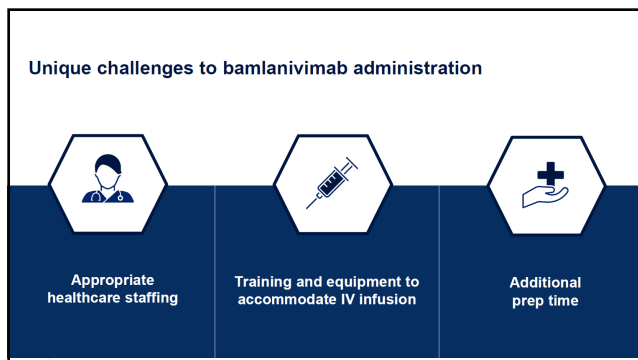 Unique challenges to bamlanivimab administration
Appropriate
healthcare staffing
Training and equipment to
accommodate IV infusion
Additional
prep time